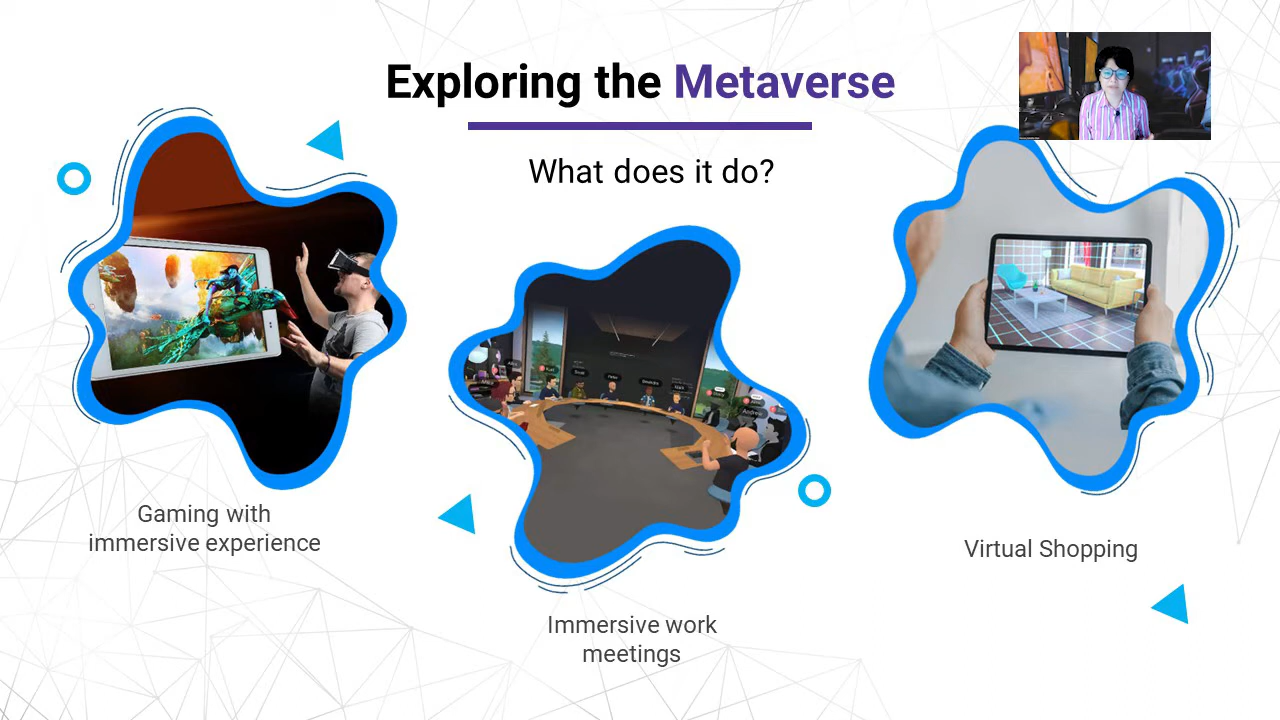 Exploring the Metaverse
What does it do?
Gaming with
immersive experience
Immersive work
meetings
Virtual Shopping